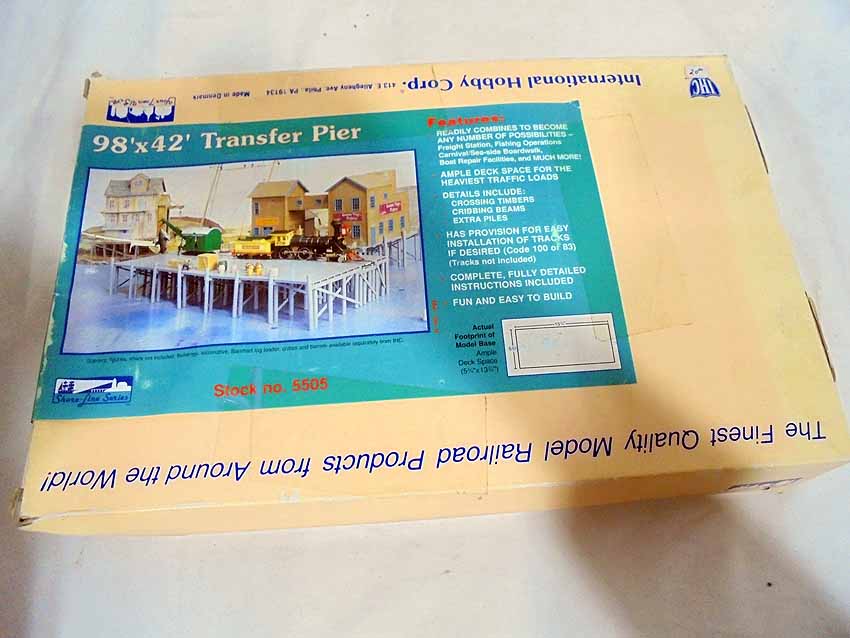 International Hobby Corp. 413 E. Allegheny Ave. Phila. PA 19134 Made in Denmark
IHC
20
98'x42' Transfer Pier
Features:
READILY COMBINES TO BECOME
ANY NUMBER OF POSSIBILITIES –
Freight Station, Fishing Operations
Carnival/Sea-side Boardwalk,
Boat Repair Facilities, and MUCH MORE!
AMPLE DECK SPACE FOR THE
HEAVIEST TRAFFIC LOADS
DETAILS INCLUDE:
CROSSING TIMBERS
CRIBBING BEAMS
EXTRA PILES
HAS PROVISION FOR EASY
INSTALLATION OF TRACKS
IF DESIRED (Code 100 or 83)
(Tracks not included)
COMPLETE, FULLY DETAILED
INSTRUCTIONS INCLUDED
FUN AND EASY TO BUILD
Actual
Footprint of
Model Base
Ample
Deck Space
(5¾"x13¾")
Shore-Line Series
Stock no. 5505
The Finest Quality Model Railroad Products from Around the World!